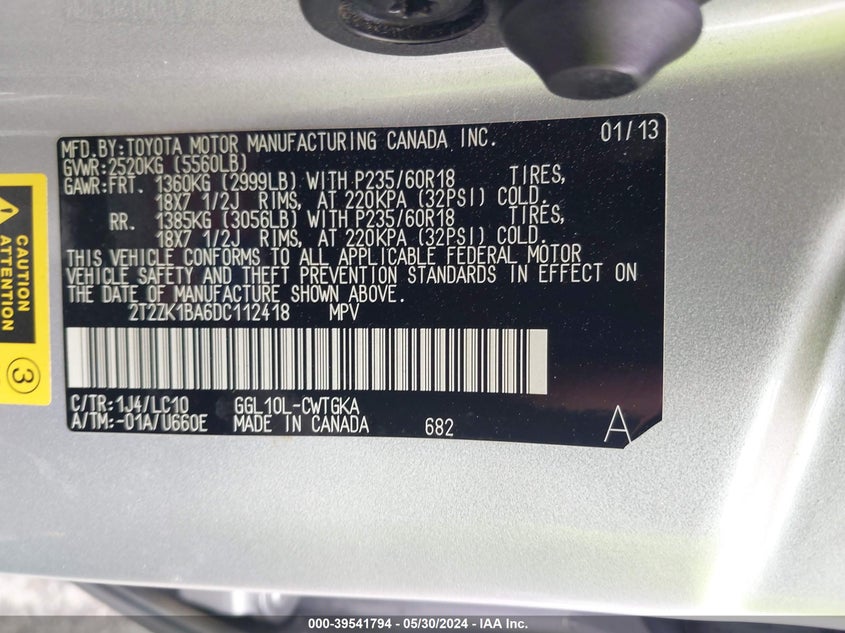 MFD.BY:TOYOTA MOTOR MANUFACTURING CANADA INC. 01/13
GVWR:2520KG (5560LB)
GAWR:FRT. 1360KG (2999LB) WITH P235/60R18 TIRES,
18X7 1/2J RIMS, AT 220KPA (32PSI) COLD.
RR. 1385KG (3056LB) WITH P235/60R18 TIRES,
18X7 1/2J RIMS, AT 220KPA (32PSI) COLD.
THIS VEHICLE CONFORMS TO ALL APPLICABLE FEDERAL MOTOR
VEHICLE SAFETY AND THEFT PREVENTION STANDARDS IN EFFECT ON
THE DATE OF MANUFACTURE SHOWN ABOVE.
2T2ZK1BA6DC112418 MPV
C/TR:1J4/LC10 GGL10L-CWTGKA
A/TM:-01A/U660E MADE IN CANADA 682 A
CAUTION
ATTENTION
3
000-39541794 - 05/30/2024 - IAA Inc.